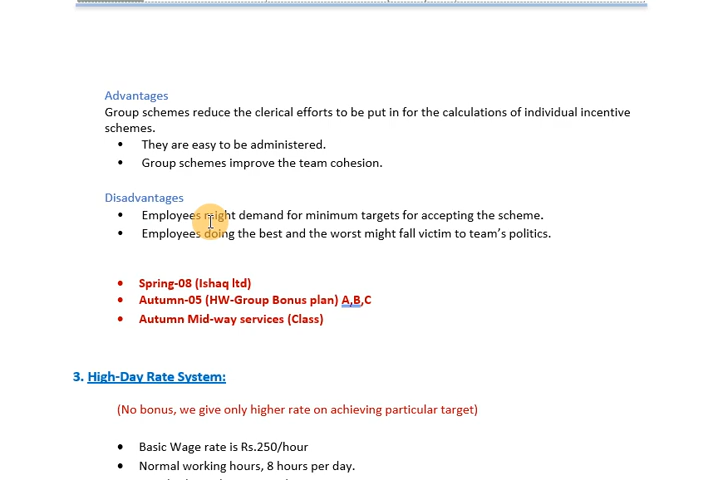 Advantages
Group schemes reduce the clerical efforts to be put in for the calculations of individual incentive
schemes.
• They are easy to be administered.
• Group schemes improve the team cohesion.
Disadvantages
• Employees might demand for minimum targets for accepting the scheme.
• Employees doing the best and the worst might fall victim to team's politics.
• Spring-08 (Ishaq ltd)
• Autumn-05 (HW-Group Bonus plan) A,B,C
• Autumn Mid-way services (Class)
3. High-Day Rate System:
(No bonus, we give only higher rate on achieving particular target)
• Basic Wage rate is Rs.250/hour
• Normal working hours, 8 hours per day.